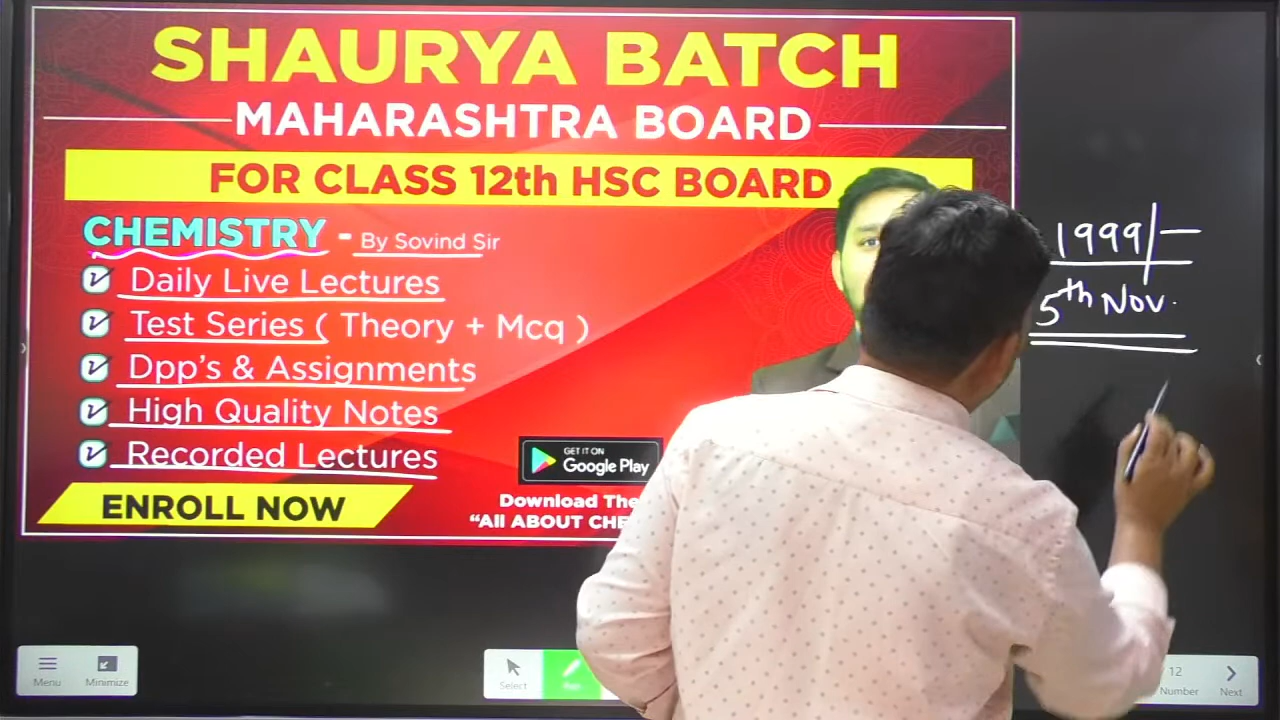 SHAURYA BATCH
MAHARASHTRA BOARD
FOR CLASS 12th HSC BOARD
CHEMISTRY - By Sovind Sir
Daily Live Lectures
Test Series ( Theory + Mcq )
Dpp's & Assignments
High Quality Notes
Recorded Lectures
ENROLL NOW
GET IT ON
Google Play
Download The
“All ABOUT CHE
1999/-
5th Nov.
Menu
Minimize
Select
12
Number
Next